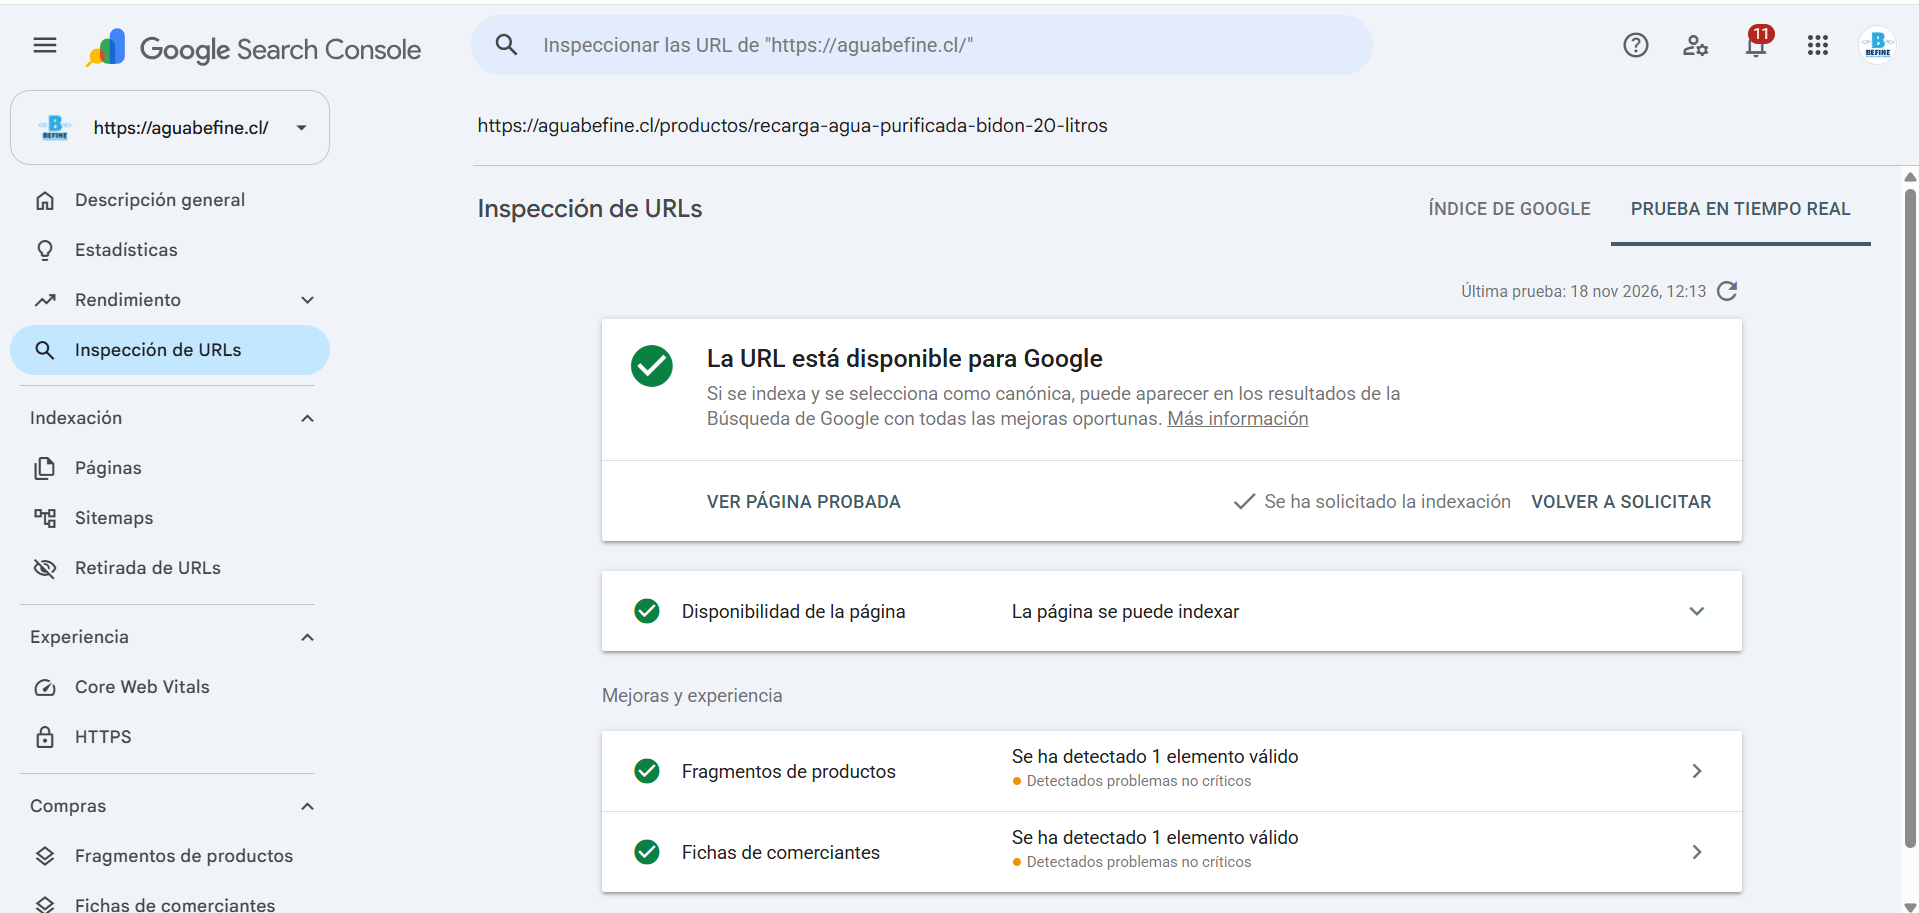 Google Search Console
Inspeccionar las URL de "https://aguabefine.cl/"
11
B
BEFINE
B
BEFINE
https://aguabefine.cl/
https://aguabefine.cl/productos/recarga-agua-purificada-bidon-20-litros
Descripción general
Estadísticas
Rendimiento
Inspección de URLs
Indexación
Páginas
Sitemaps
Retirada de URLs
Experiencia
Core Web Vitals
HTTPS
Compras
Fragmentos de productos
Fichas de comerciantes
Inspección de URLs
ÍNDICE DE GOOGLE
PRUEBA EN TIEMPO REAL
Última prueba: 18 nov 2026, 12:13
La URL está disponible para Google
Si se indexa y se selecciona como canónica, puede aparecer en los resultados de la
Búsqueda de Google con todas las mejoras oportunas. Más información
VER PÁGINA PROBADA
Se ha solicitado la indexación
VOLVER A SOLICITAR
Disponibilidad de la página
La página se puede indexar
Mejoras y experiencia
Fragmentos de productos
Se ha detectado 1 elemento válido
Detectados problemas no críticos
Fichas de comerciantes
Se ha detectado 1 elemento válido
Detectados problemas no críticos